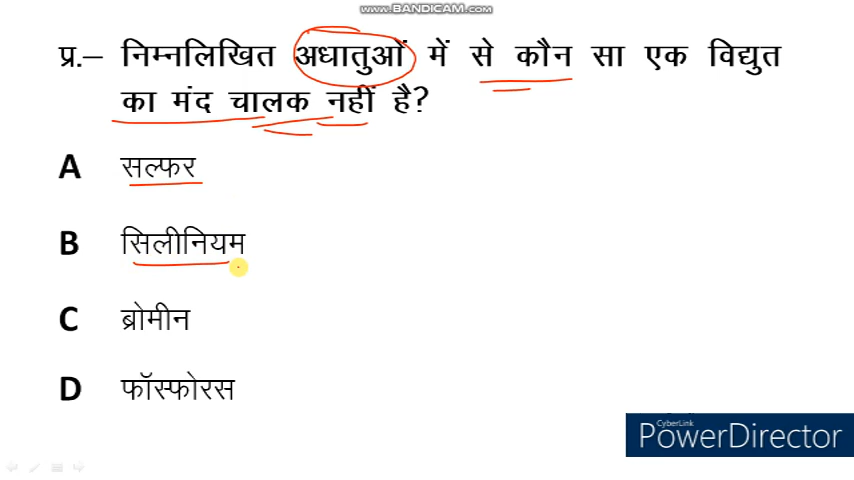 www.BANDICAM.com
प्र.– निम्नलिखित अधातुओं में से कौन सा एक विद्युत
का मंद चालक नहीं है?
A सल्फर
B सिलीनियम
C ब्रोमीन
D फॉस्फोरस
CyberLink
PowerDirector